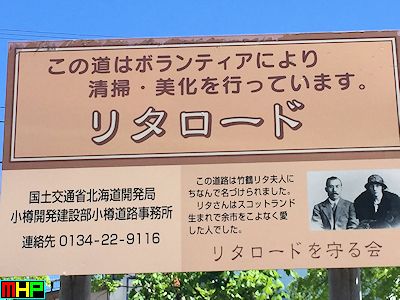 この道はボランティアにより
清掃・美化を行っています。
リタロード
国土交通省北海道開発局
小樽開発建設部小樽道路事務所
連絡先 0134-22-9116
この道路は竹鶴リタ夫人に
ちなんで名づけられました。
リタさんはスコットランド
生まれで余市をこよなく愛
した人でした。
リタロードを守る会
MHP